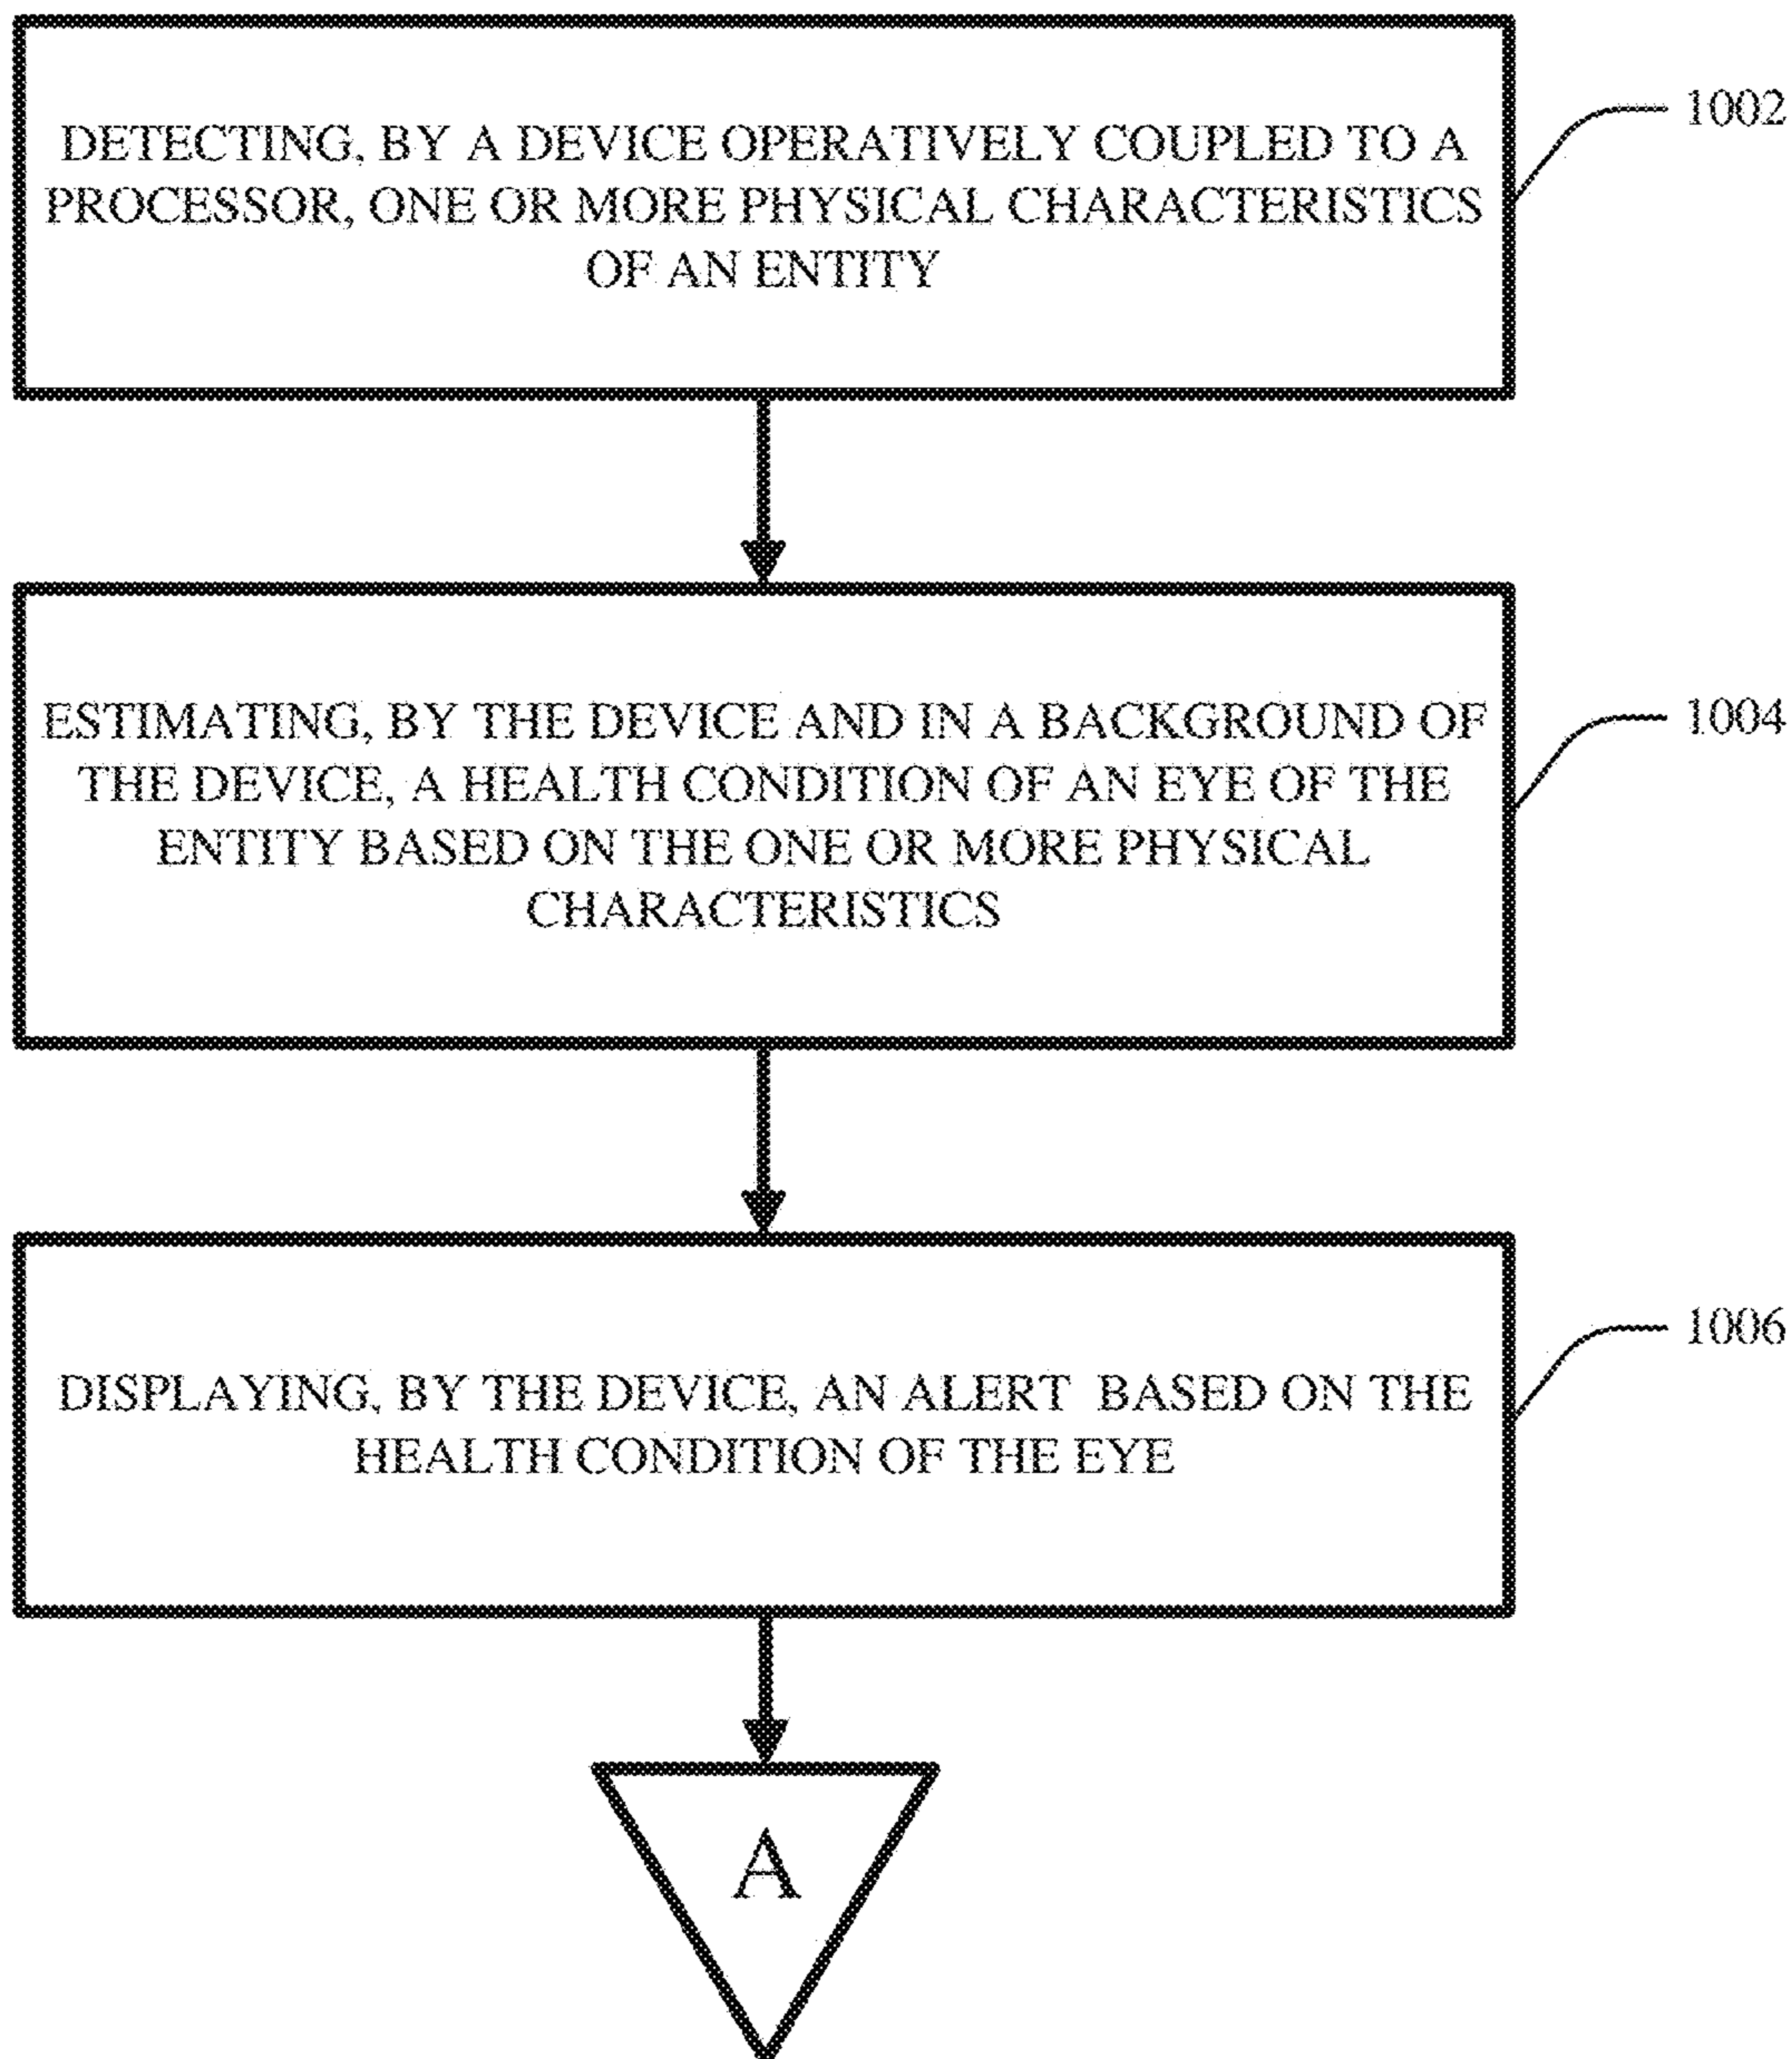 DETECTING, BY A DEVICE OPERATIVELY COUPLED TO A
PROCESSOR, ONE OR MORE PHYSICAL CHARACTERISTICS
OF AN ENTITY
1002
ESTIMATING, BY THE DEVICE AND IN A BACKGROUND OF
THE DEVICE, A HEALTH CONDITION OF AN EYE OF THE
ENTITY BASED ON THE ONE OR MORE PHYSICAL
CHARACTERISTICS
1004
DISPLAYING, BY THE DEVICE, AN ALERT BASED ON THE
HEALTH CONDITION OF THE EYE
1006
A